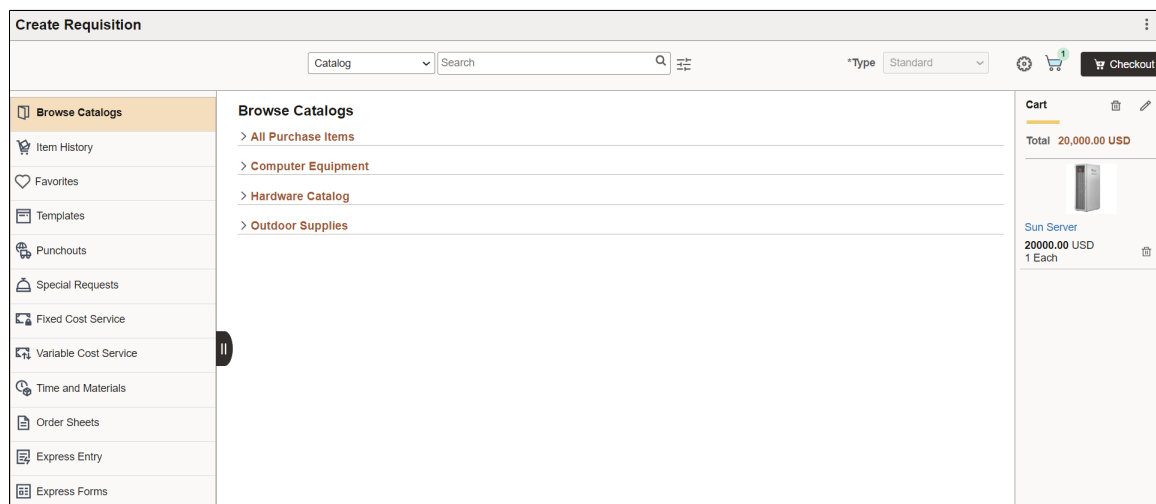 Create Requisition
Catalog
Search
*Type Standard
1
Checkout
Browse Catalogs
Item History
Favorites
Templates
Punchouts
Special Requests
Fixed Cost Service
Variable Cost Service
Time and Materials
Order Sheets
Express Entry
Express Forms
Browse Catalogs
All Purchase Items
Computer Equipment
Hardware Catalog
Outdoor Supplies
Cart
Total 20,000.00 USD
Sun Server
20000.00 USD
1 Each